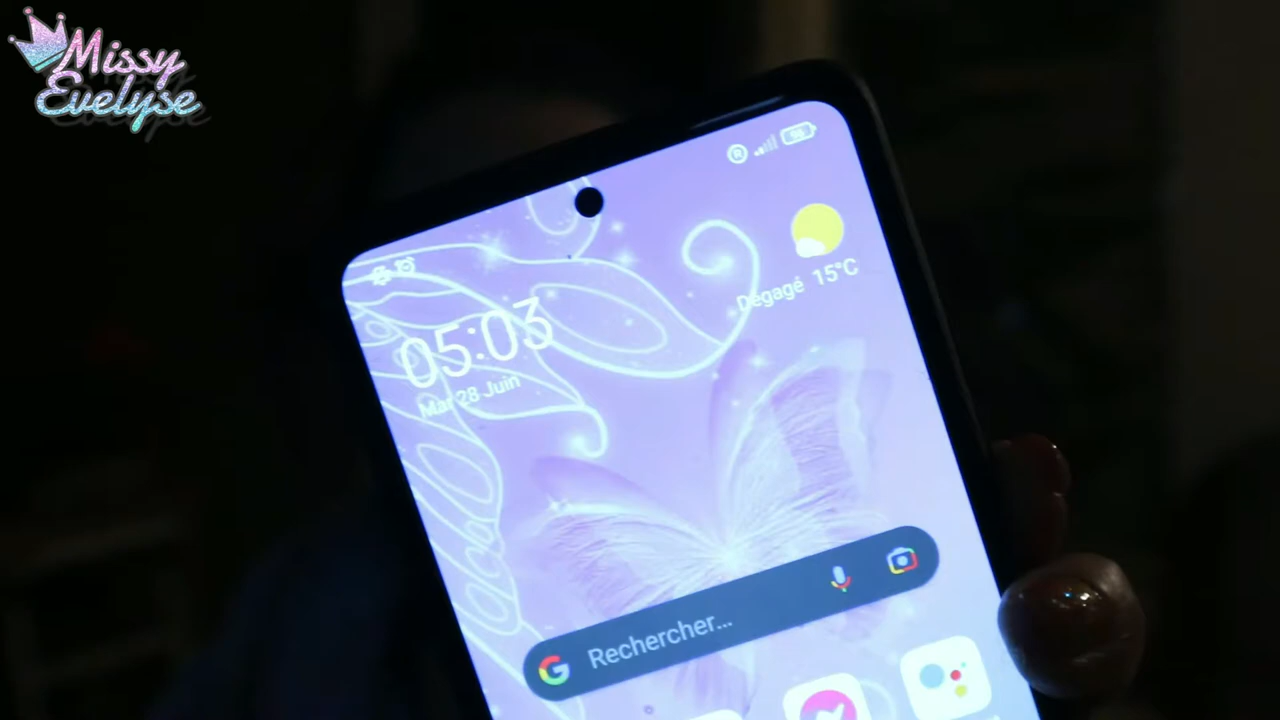 Missy
Evelyse
R
05:03
Mar 28 Juin
Dégagé 15°C
G Rechercher...